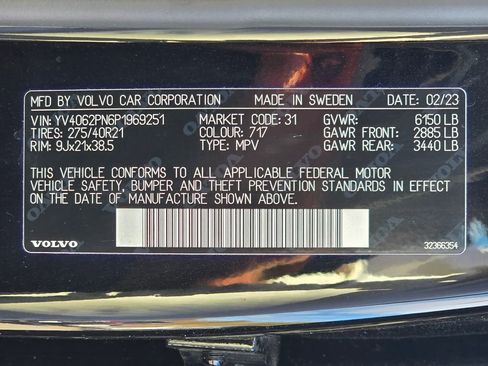 MFD BY VOLVO CAR CORPORATION MADE IN SWEDEN DATE: 02/23
VIN: YV4062PN6P1969251 MARKET CODE: 31 GVWR: 6150 LB
TIRES: 275/40R21 COLOUR: 717 GAWR FRONT: 2885 LB
RIM: 9Jx21x38.5 TYPE: MPV GAWR REAR: 3440 LB
THIS VEHICLE CONFORMS TO ALL APPLICABLE FEDERAL MOTOR
VEHICLE SAFETY, BUMPER AND THEFT PREVENTION STANDARDS IN EFFECT
ON THE DATE OF MANUFACTURE SHOWN ABOVE.
VOLVO 32366354